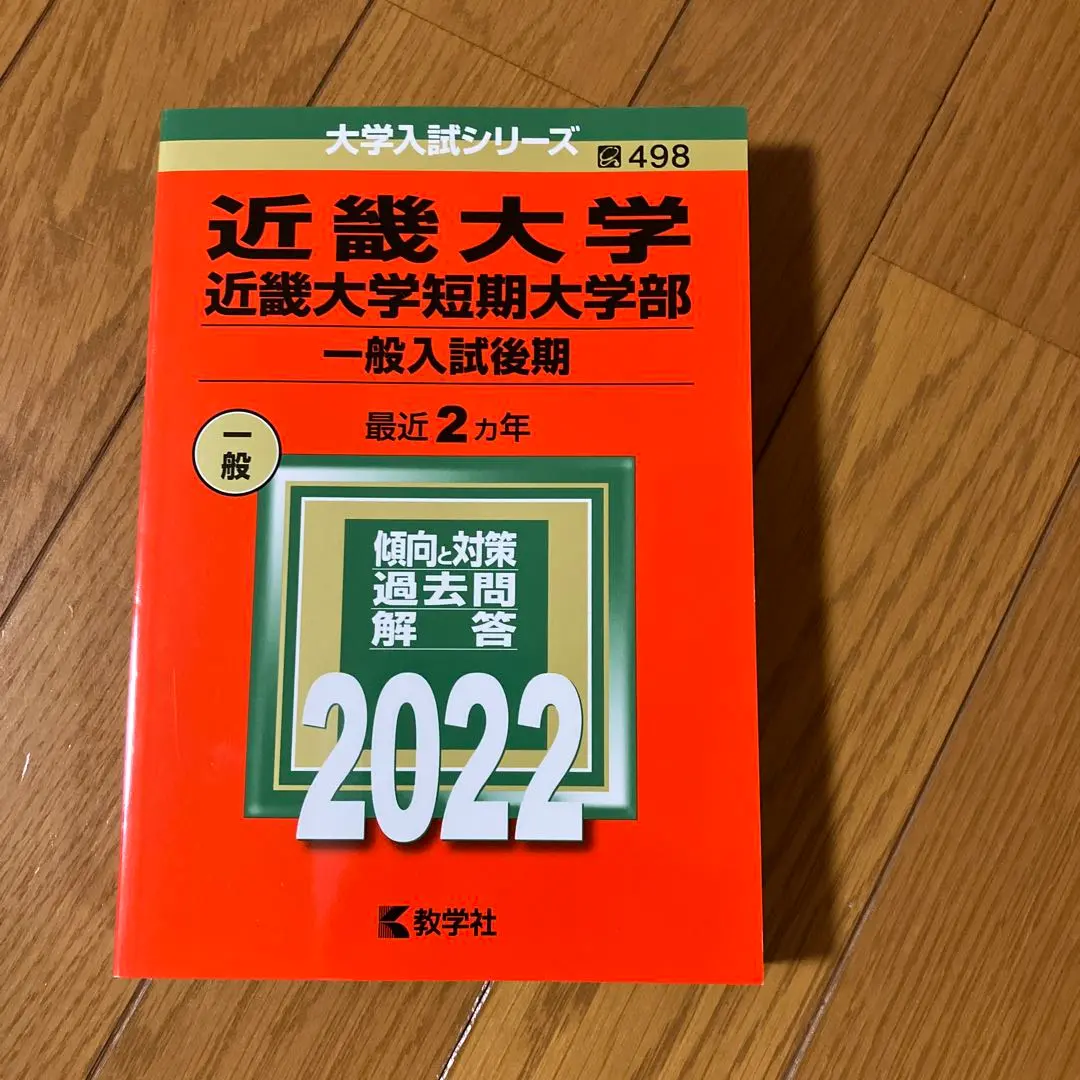 大学入試シリーズ
498
近畿大学
近畿大学短期大学部
一般入試後期
最近2カ年
一般
傾向と対策
過去問
解答
2022
教学社